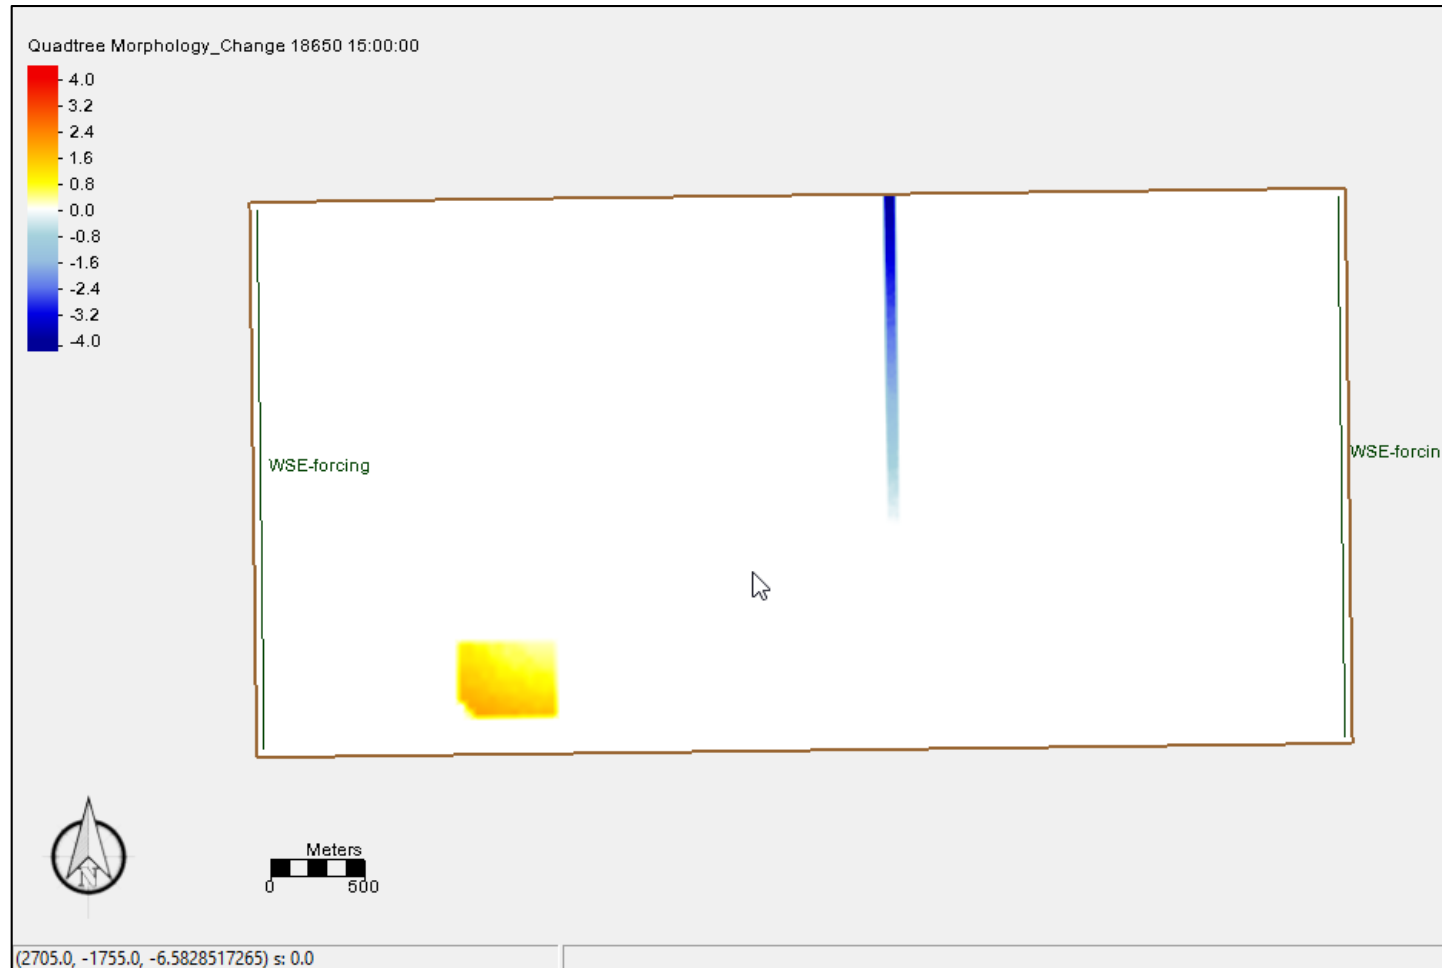 Quadtree Morphology_Change 18650 15:00:00
4.0
3.2
2.4
1.6
0.8
0.0
-0.8
-1.6
-2.4
-3.2
-4.0
WSE-forcing
WSE-forcin
N
Meters
0 500
(2705.0, -1755.0, -6.5828517265) s: 0.0